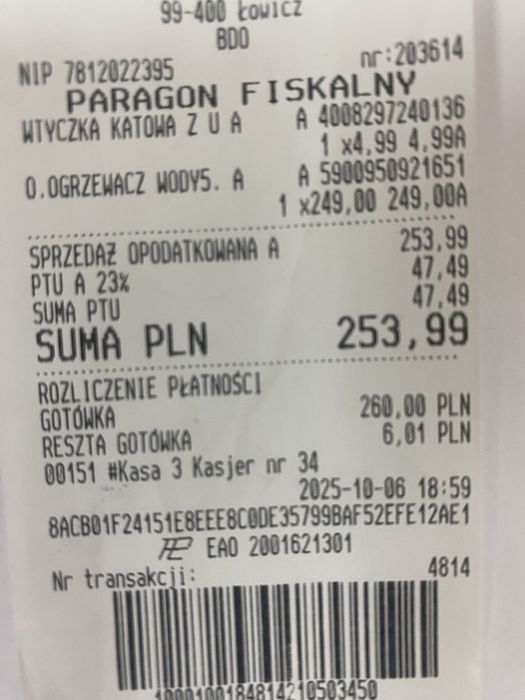 99-400 Łowicz
BDO
nr:203614
NIP 7812022395
PARAGON FISKALNY
WTYCZKA KATOWA Z U A A 4008297240136
1 x4,99 4,99A
O.OGRZEWACZ WODY5. A A 5900950921651
1 x249,00 249,00A
SPRZEDAŻ OPODATKOWANA A 253,99
PTU A 23% 47,49
SUMA PTU 47,49
SUMA PLN 253,99
ROZLICZENIE PŁATNOŚCI
GOTÓWKA 260,00 PLN
RESZTA GOTÓWKA 6,01 PLN
00151 #Kasa 3 Kasjer nr 34
2025-10-06 18:59
8ACB01F24151E8EEE8C0DE35799BAF52EFE12AE1
EAO 2001621301
Nr transakcji: 4814
1000100184814210503450